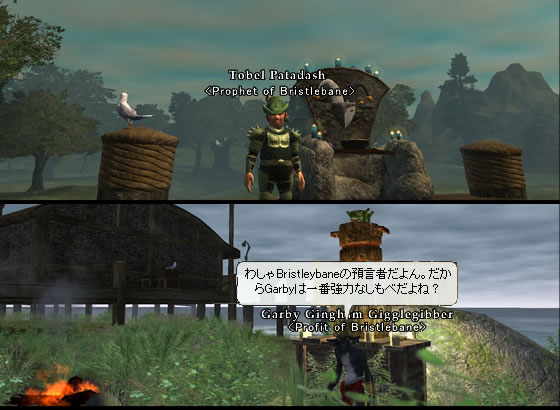 Tobel Patadash
<Prophet of Bristlebane>
わしゃBristleybaneの預言者だよん。だか
らGarbyは一番強力なしもべだよね？
Garby Gingham Gigglegibber
<Profit of Bristlebane>